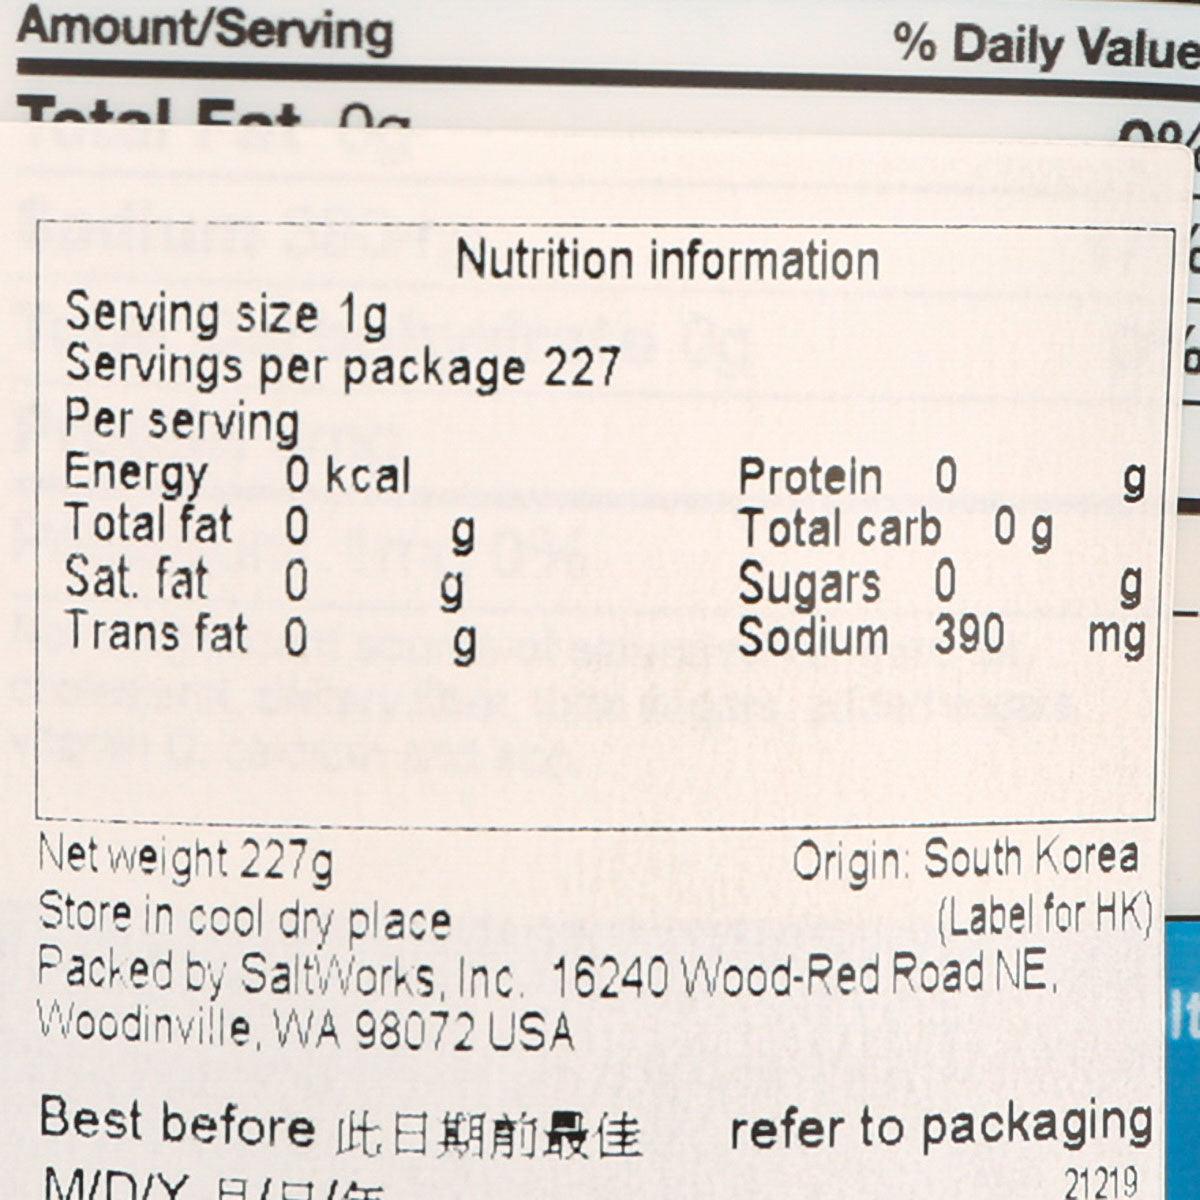 Amount/Serving % Daily Value
Total Fat 0g 0%
Nutrition information
Serving size 1g
Servings per package 227
Per serving
Energy 0 kcal Protein 0 g
Total fat 0 g Total carb 0 g
Sat. fat 0 g Sugars 0 g
Trans fat 0 g Sodium 390 mg
Net weight 227g Origin: South Korea
Store in cool dry place (Label for HK)
Packed by SaltWorks, Inc. 16240 Wood-Red Road NE,
Woodinville, WA 98072 USA
Best before 此日期前最佳 refer to packaging
M/D/Y 月/日/年 21219